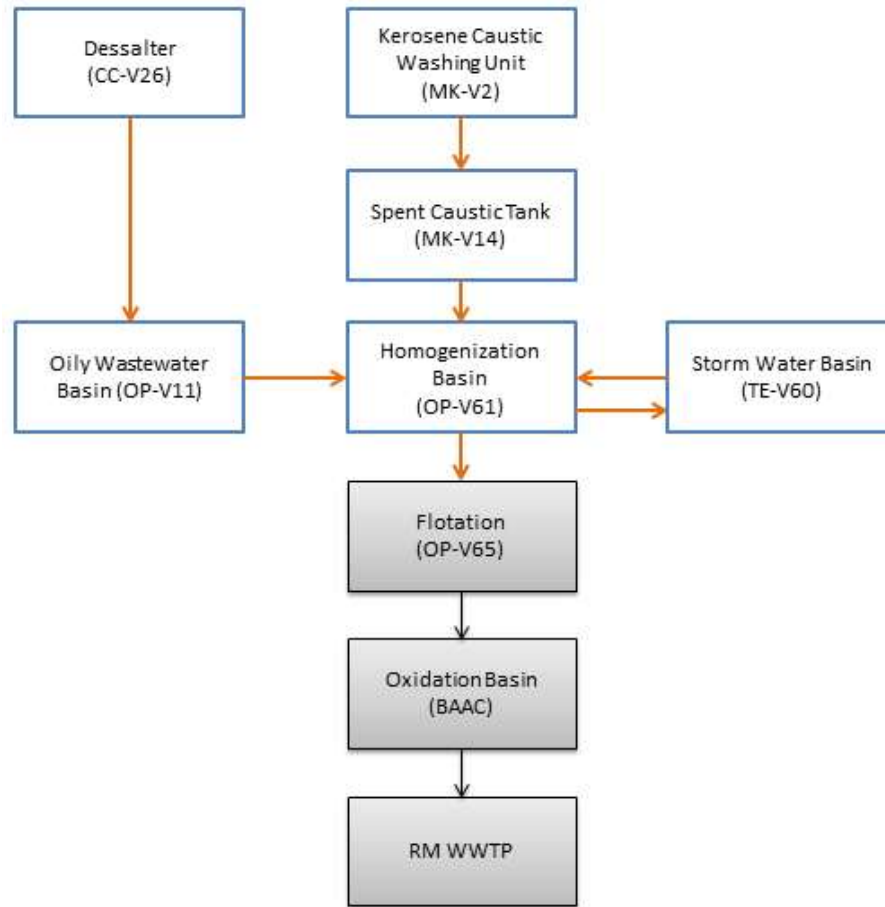 Dessalter
(CC-V26)
Kerosene Caustic
Washing Unit
(MK-V2)
Spent Caustic Tank
(MK-V14)
Oily Wastewater
Basin (OP-V11)
Homogenization
Basin
(OP-V61)
Storm Water Basin
(TE-V60)
Flotation
(OP-V65)
Oxidation Basin
(BAAC)
RM WWTP